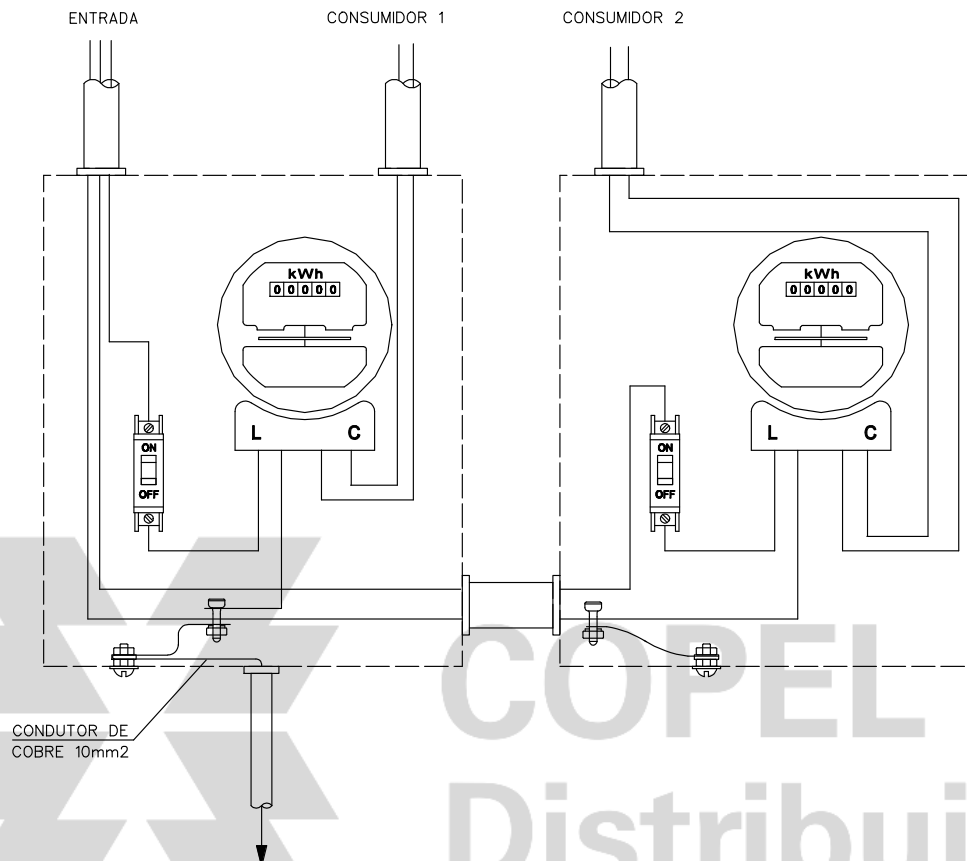 ENTRADA
CONSUMIDOR 1
CONSUMIDOR 2
kWh
00000
L C
ON
OFF
kWh
00000
L C
ON
OFF
CONDUTOR DE
COBRE 10mm2
COPEL
Distribui